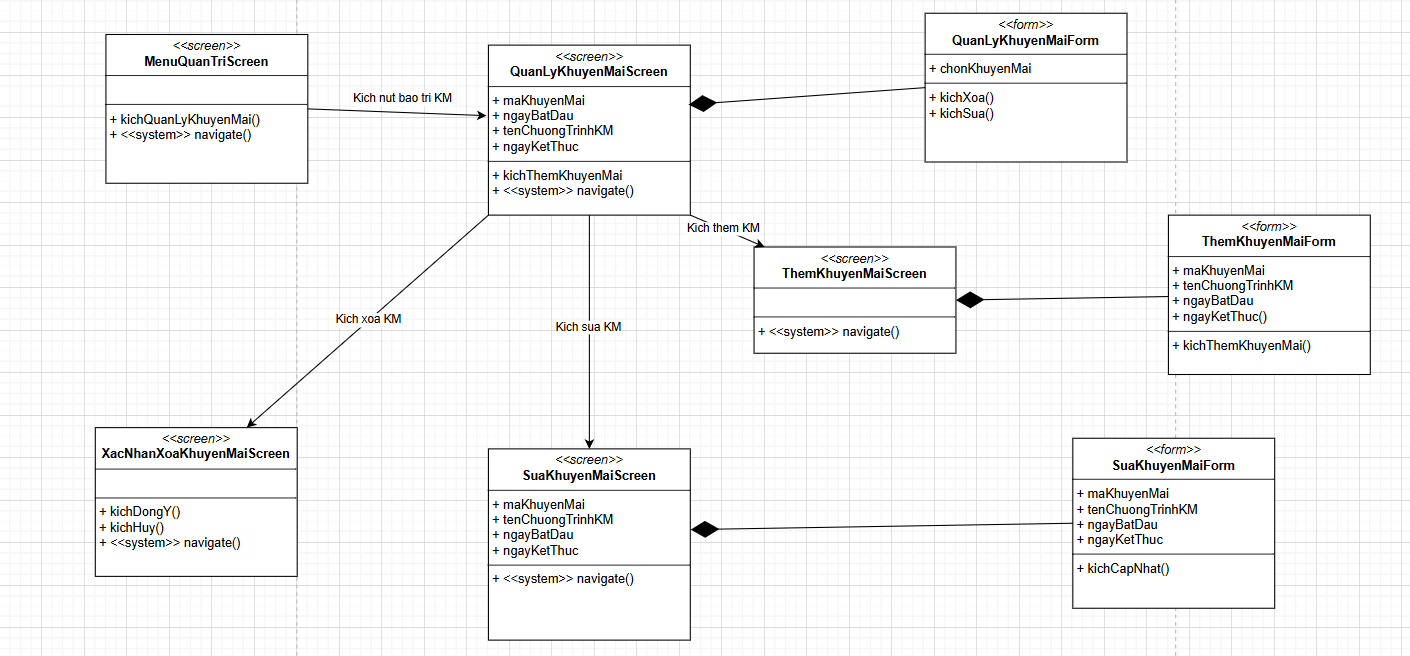 <<screen>>
MenuQuanTriScreen
+ kichQuanLyKhuyenMai()
+ <<system>> navigate()
Kich nut bao tri KM
<<screen>>
QuanLyKhuyenMaiScreen
+ maKhuyenMai
+ ngayBatDau
+ tenChuongTrinhKM
+ ngayKetThuc
+ kichThemKhuyenMai
+ <<system>> navigate()
<<form>>
QuanLyKhuyenMaiForm
+ chonKhuyenMai
+ kichXoa()
+ kichSua()
Kich them KM
<<screen>>
ThemKhuyenMaiScreen
+ <<system>> navigate()
<<form>>
ThemKhuyenMaiForm
+ maKhuyenMai
+ tenChuongTrinhKM
+ ngayBatDau
+ ngayKetThuc()
+ kichThemKhuyenMai()
Kich xoa KM
Kich sua KM
<<screen>>
XacNhanXoaKhuyenMaiScreen
+ kichDongY()
+ kichHuy()
+ <<system>> navigate()
<<screen>>
SuaKhuyenMaiScreen
+ maKhuyenMai
+ tenChuongTrinhKM
+ ngayBatDau
+ ngayKetThuc
+ <<system>> navigate()
<<form>>
SuaKhuyenMaiForm
+ maKhuyenMai
+ tenChuongTrinhKM
+ ngayBatDau
+ ngayKetThuc
+ kichCapNhat()